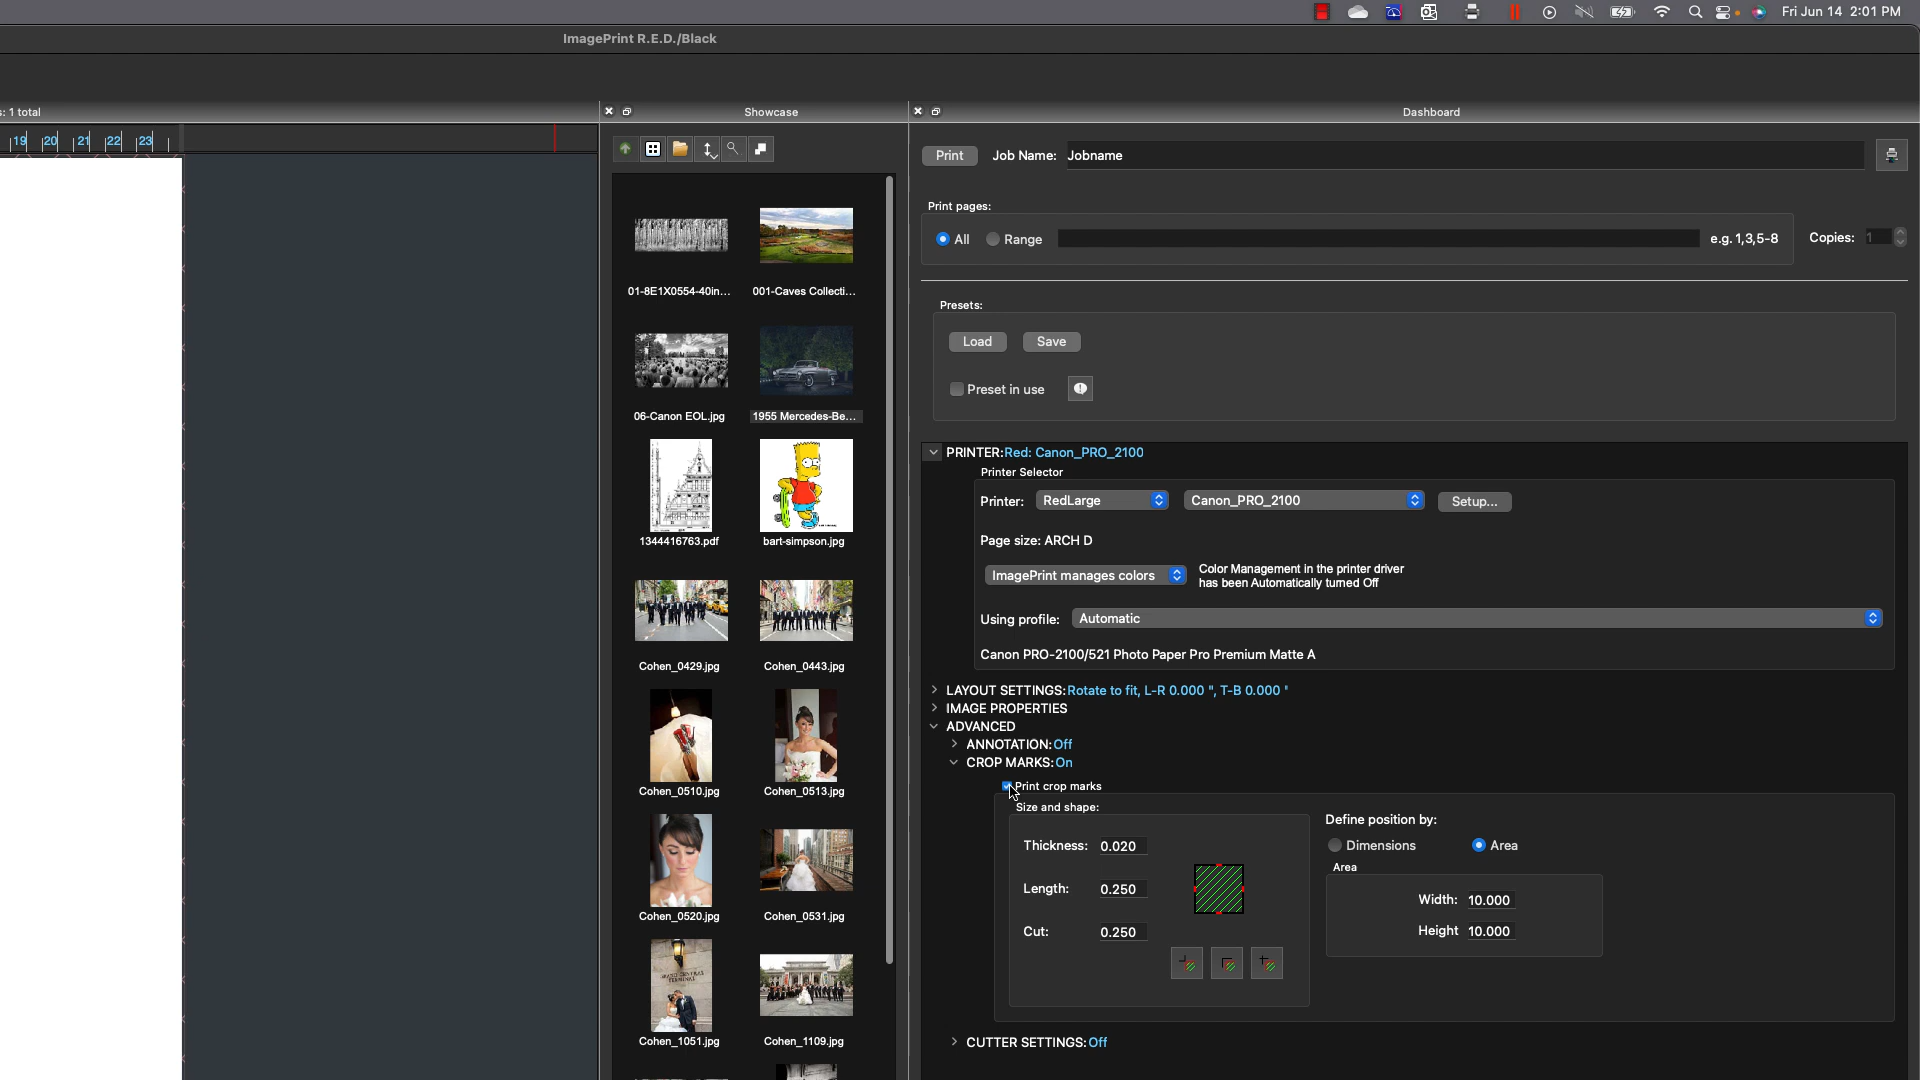 Fri Jun 14 2:01 PM
ImagePrint R.E.D./Black
s: 1 total
Showcase
Dashboard
19 20 21 22 23
Print
Job Name:
Jobname
Print pages:
All
Range
e.g. 1,3,5-8
Copies:
1
01-8E1X0554-40in...
001-Caves Collecti...
Presets:
Load
Save
Preset in use
06-Canon EOL.jpg
1955 Mercedes-Be...
PRINTER:Red: Canon_PRO_2100
Printer Selector
Printer:
RedLarge
Canon_PRO_2100
Setup...
1344416763.pdf
bart-simpson.jpg
Page size: ARCH D
ImagePrint manages colors
Color Management in the printer driver
has been Automatically turned Off
Using profile:
Automatic
Canon PRO-2100/521 Photo Paper Pro Premium Matte A
Cohen_0429.jpg
Cohen_0443.jpg
LAYOUT SETTINGS:Rotate to fit, L-R 0.000 ", T-B 0.000 "
IMAGE PROPERTIES
ADVANCED
ANNOTATION:Off
CROP MARKS:On
Print crop marks
Cohen_0510.jpg
Cohen_0513.jpg
Size and shape:
Thickness: 0.020
Length: 0.250
Cut: 0.250
Define position by:
Dimensions
Area
Area
Width: 10.000
Height 10.000
Cohen_0520.jpg
Cohen_0531.jpg
Cohen_1051.jpg
Cohen_1109.jpg
CUTTER SETTINGS:Off